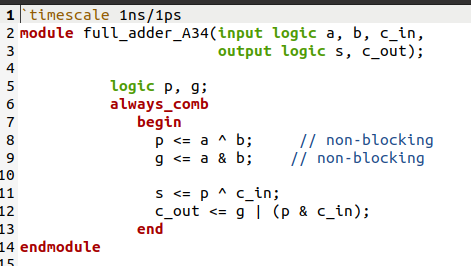 1 `timescale 1ns/1ps
2 module full_adder_A34(input logic a, b, c_in,
3 output logic s, c_out);
4
5 logic p, g;
6 always_comb
7 begin
8 p <= a ^ b; // non-blocking
9 g <= a & b; // non-blocking
10
11 s <= p ^ c_in;
12 c_out <= g | (p & c_in);
13 end
14 endmodule
15